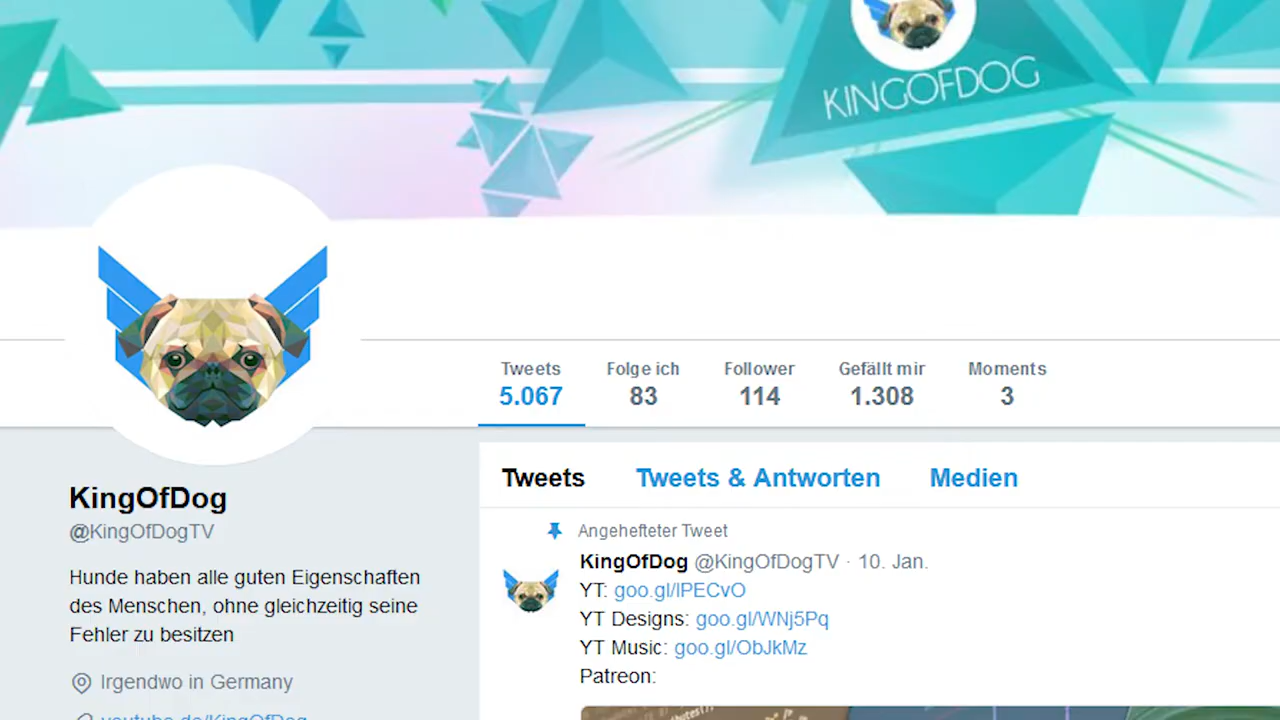 KINGOFDOG
Tweets
Folge ich
Follower
Gefällt mir
Moments
5.067
83
114
1.308
3
KingOfDog
@KingOfDogTV
Hunde haben alle guten Eigenschaften
des Menschen, ohne gleichzeitig seine
Fehler zu besitzen
Irgendwo in Germany
youtube.de/KingOfDog
Tweets
Tweets & Antworten
Medien
Angehefteter Tweet
KingOfDog @KingOfDogTV · 10. Jan.
YT: goo.gl/lPECvO
YT Designs: goo.gl/WNj5Pq
YT Music: goo.gl/ObJkMz
Patreon: